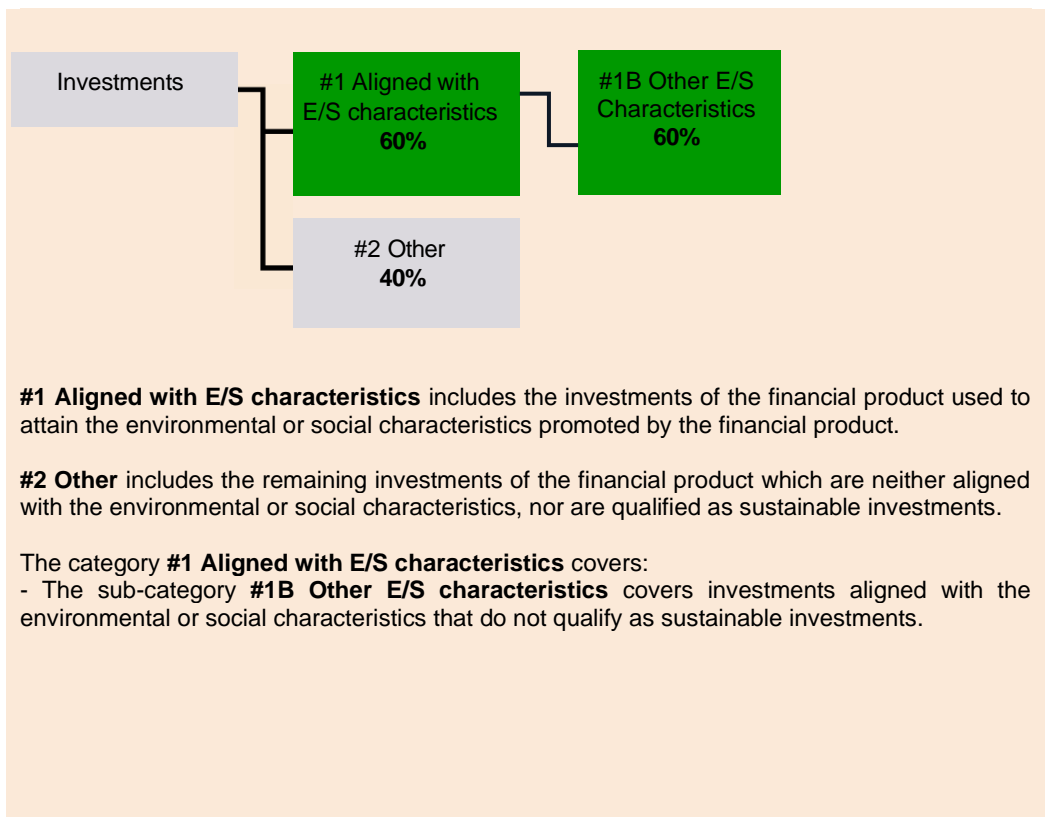 Investments
#1 Aligned with
E/S characteristics
60%
#1B Other E/S
Characteristics
60%
#2 Other
40%
#1 Aligned with E/S characteristics includes the investments of the financial product used to
attain the environmental or social characteristics promoted by the financial product.
#2 Other includes the remaining investments of the financial product which are neither aligned
with the environmental or social characteristics, nor are qualified as sustainable investments.
The category #1 Aligned with E/S characteristics covers:
- The sub-category #1B Other E/S characteristics covers investments aligned with the
environmental or social characteristics that do not qualify as sustainable investments.